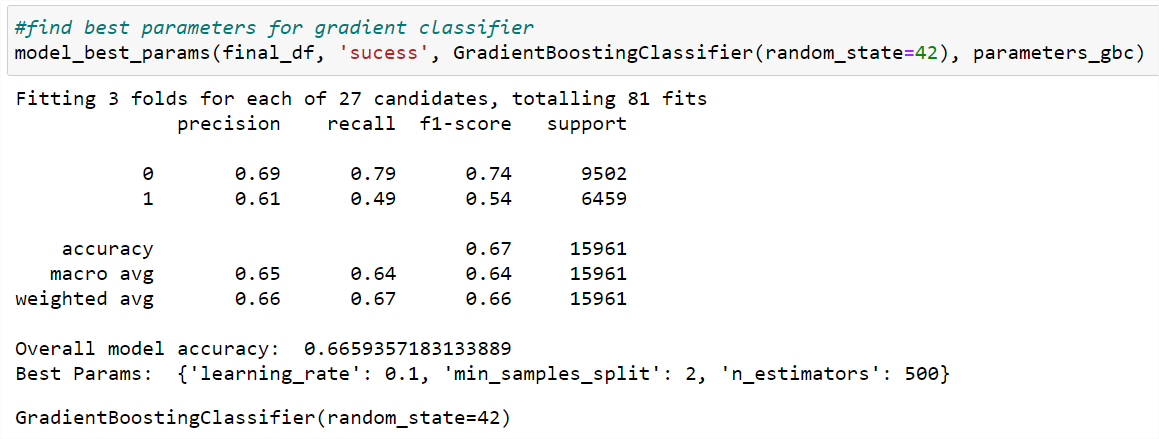 #find best parameters for gradient classifier
model_best_params(final_df, 'sucess', GradientBoostingClassifier(random_state=42), parameters_gbc)
Fitting 3 folds for each of 27 candidates, totalling 81 fits
precision recall f1-score support
0 0.69 0.79 0.74 9502
1 0.61 0.49 0.54 6459
accuracy 0.67 15961
macro avg 0.65 0.64 0.64 15961
weighted avg 0.66 0.67 0.66 15961
Overall model accuracy: 0.6659357183133889
Best Params: {'learning_rate': 0.1, 'min_samples_split': 2, 'n_estimators': 500}
GradientBoostingClassifier(random_state=42)